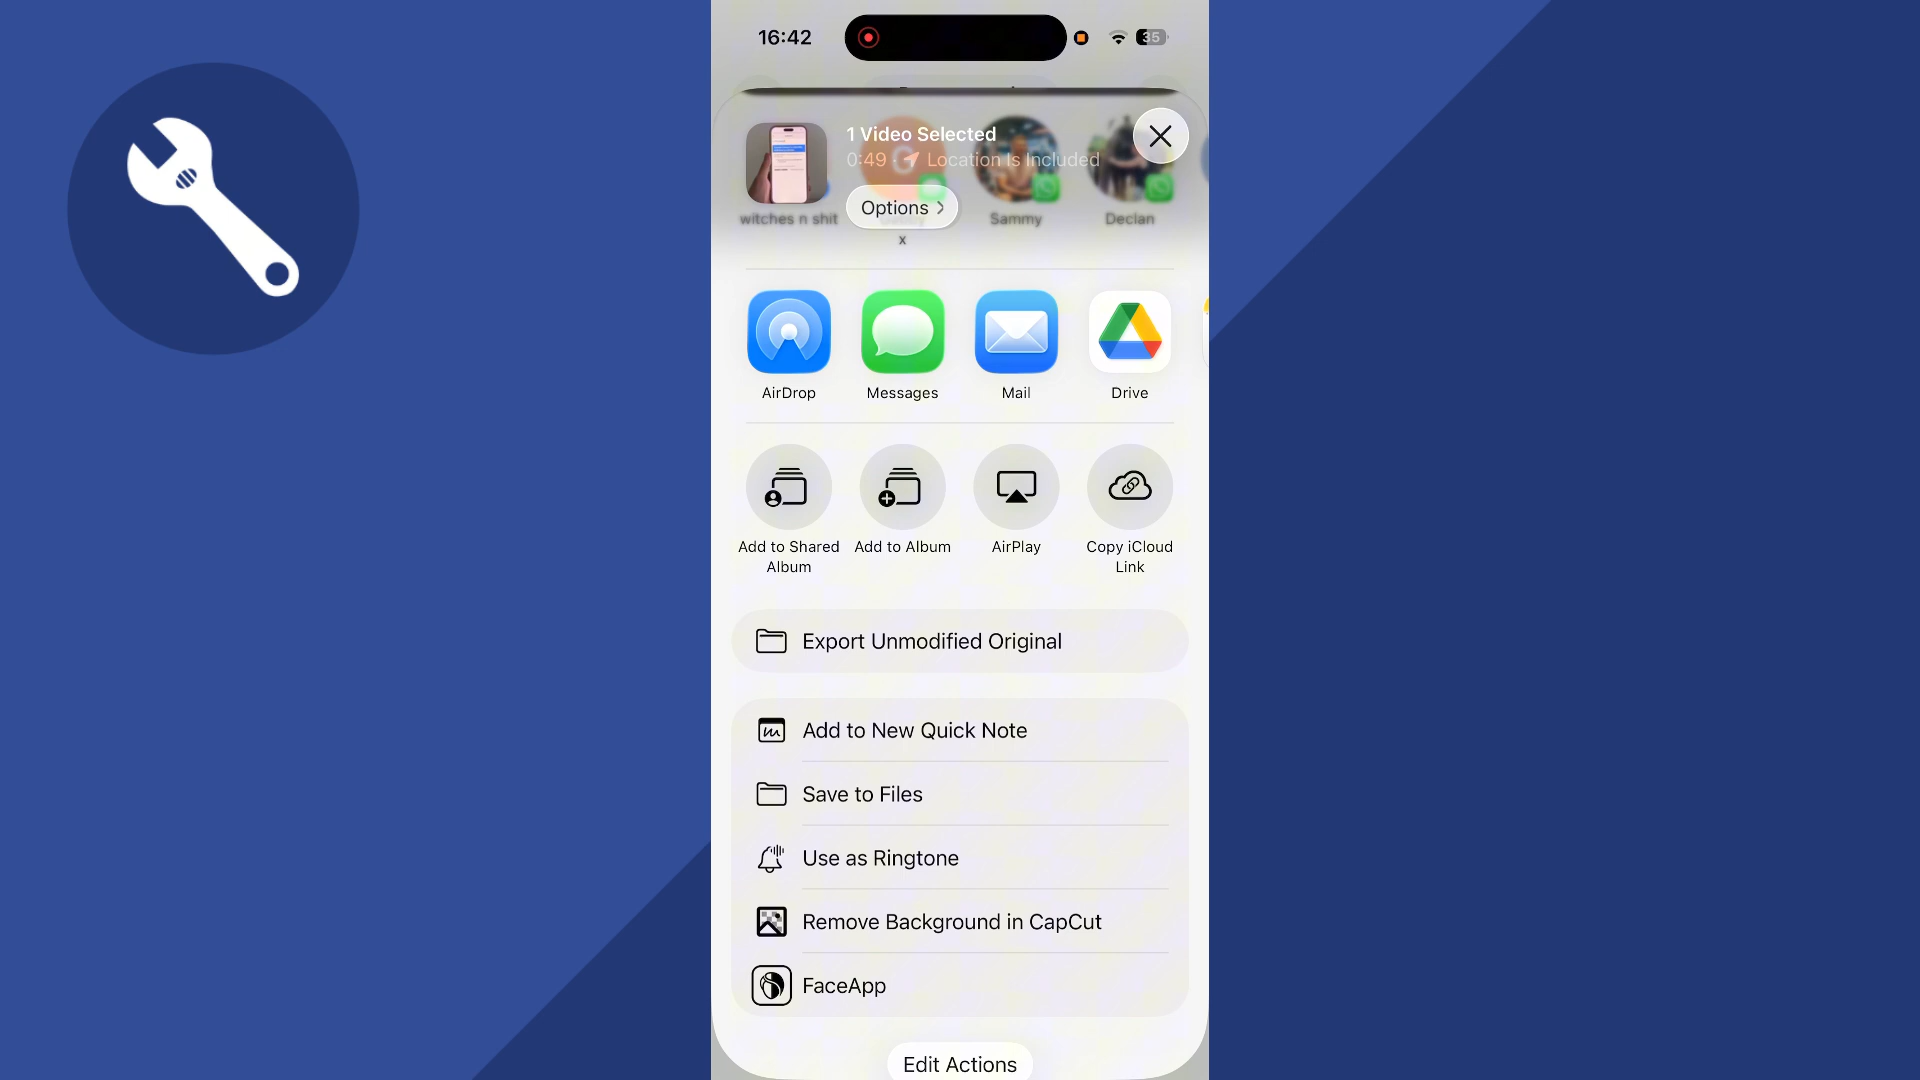 16:42
35
1 Video Selected
0:49 · Location Is Included
Options
witches n shit
x
Sammy
Declan
AirDrop
Messages
Mail
Drive
Add to Shared
Album
Add to Album
AirPlay
Copy iCloud
Link
Export Unmodified Original
Add to New Quick Note
Save to Files
Use as Ringtone
Remove Background in CapCut
FaceApp
Edit Actions